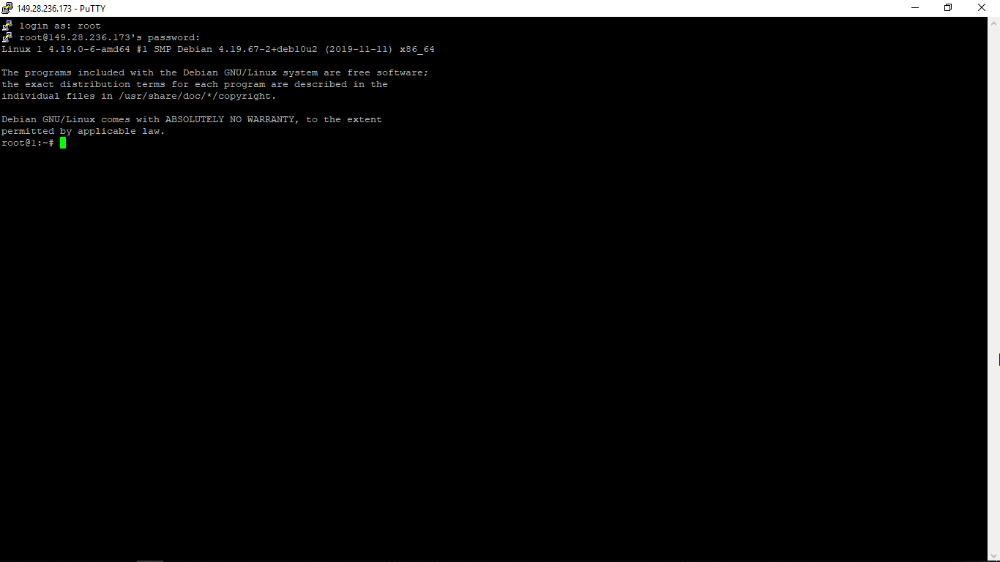 149.28.236.173 - PuTTY
login as: root
root@149.28.236.173's password:
Linux 1 4.19.0-6-amd64 #1 SMP Debian 4.19.67-2+deb10u2 (2019-11-11) x86_64
The programs included with the Debian GNU/Linux system are free software;
the exact distribution terms for each program are described in the
individual files in /usr/share/doc/*/copyright.
Debian GNU/Linux comes with ABSOLUTELY NO WARRANTY, to the extent
permitted by applicable law.
root@1:~#